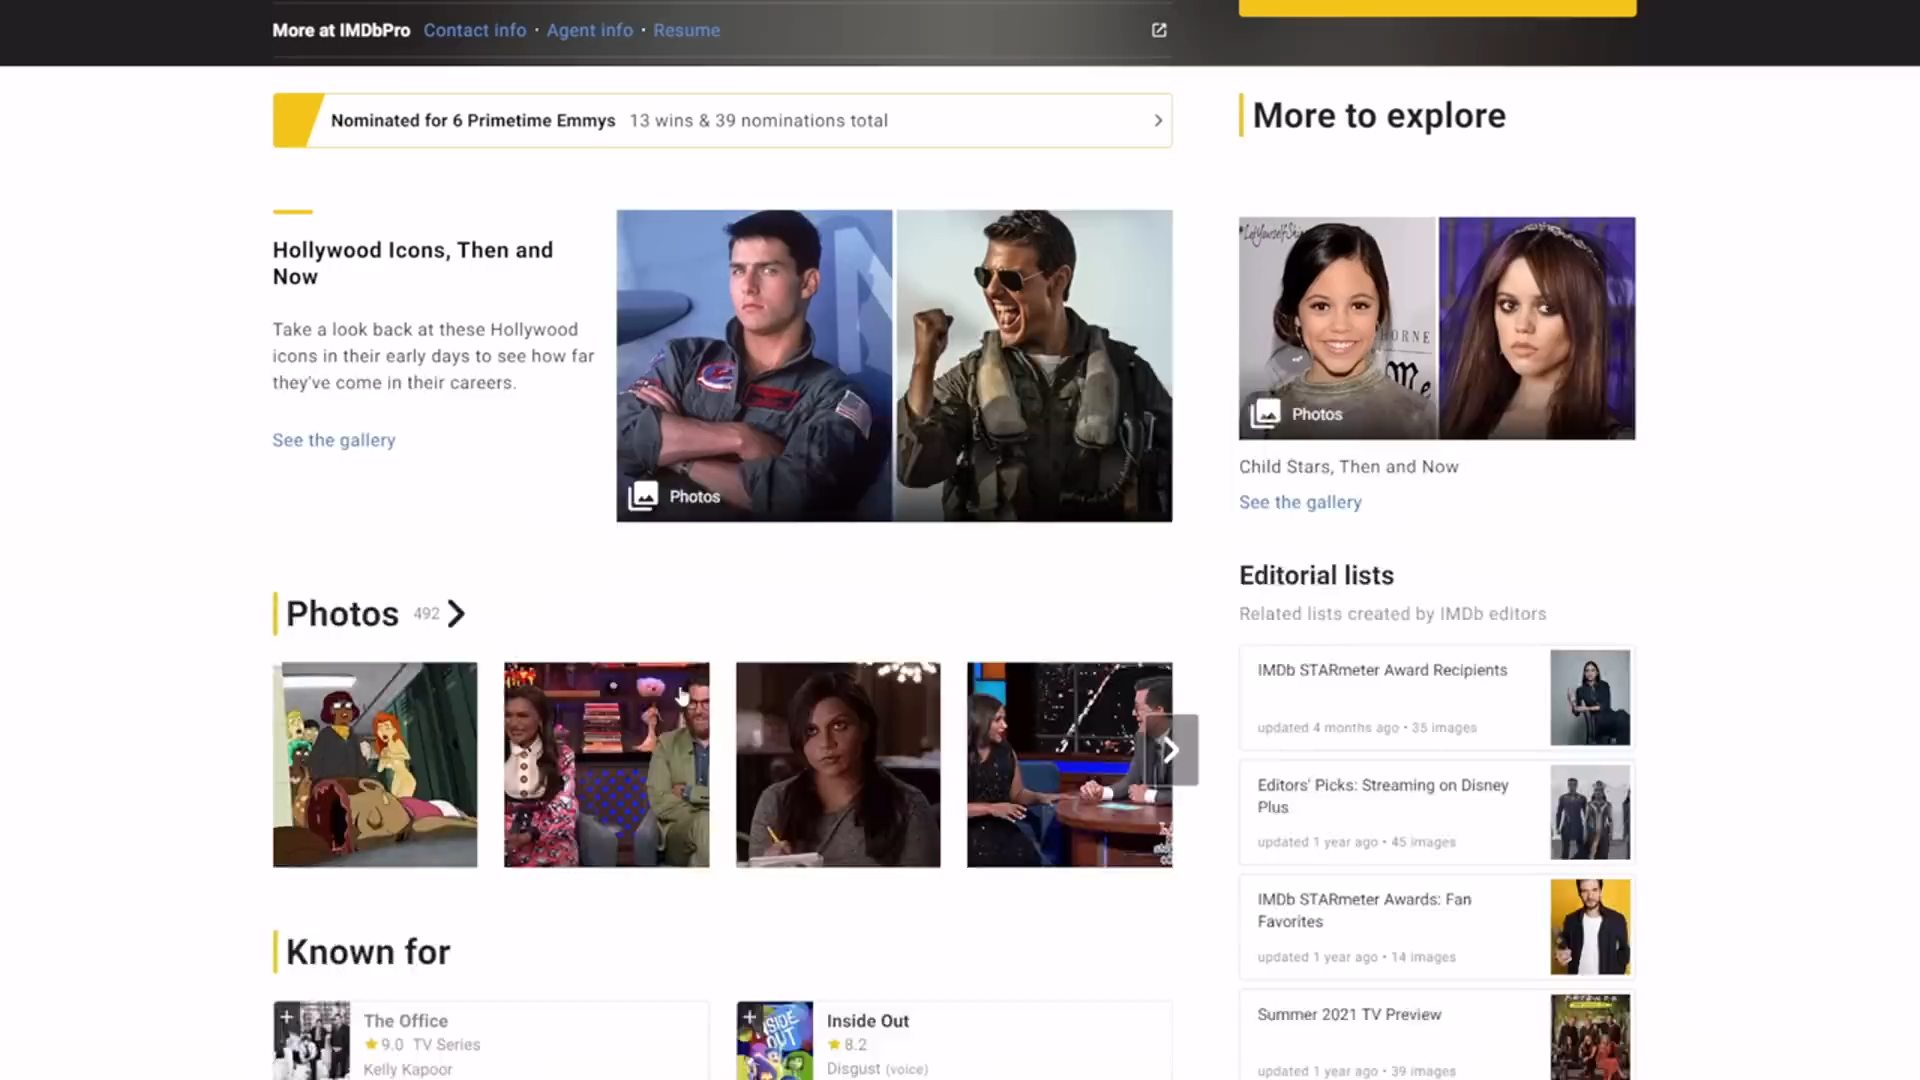 More at IMDbPro Contact info · Agent info · Resume
Nominated for 6 Primetime Emmys 13 wins & 39 nominations total
More to explore
Hollywood Icons, Then and
Now
Take a look back at these Hollywood
icons in their early days to see how far
they've come in their careers.
See the gallery
Photos
#LetYourselfShi
ORNE
Me
Photos
Child Stars, Then and Now
See the gallery
Editorial lists
Related lists created by IMDb editors
Photos 492
IMDb STARmeter Award Recipients
updated 4 months ago • 35 images
Editors' Picks: Streaming on Disney
Plus
updated 1 year ago • 45 images
IMDb STARmeter Awards: Fan
Favorites
updated 1 year ago • 14 images
Summer 2021 TV Preview
updated 1 year ago • 39 images
Known for
The Office
9.0 TV Series
Kelly Kapoor
INSIDE
OUT
Inside Out
8.2
Disgust (voice)